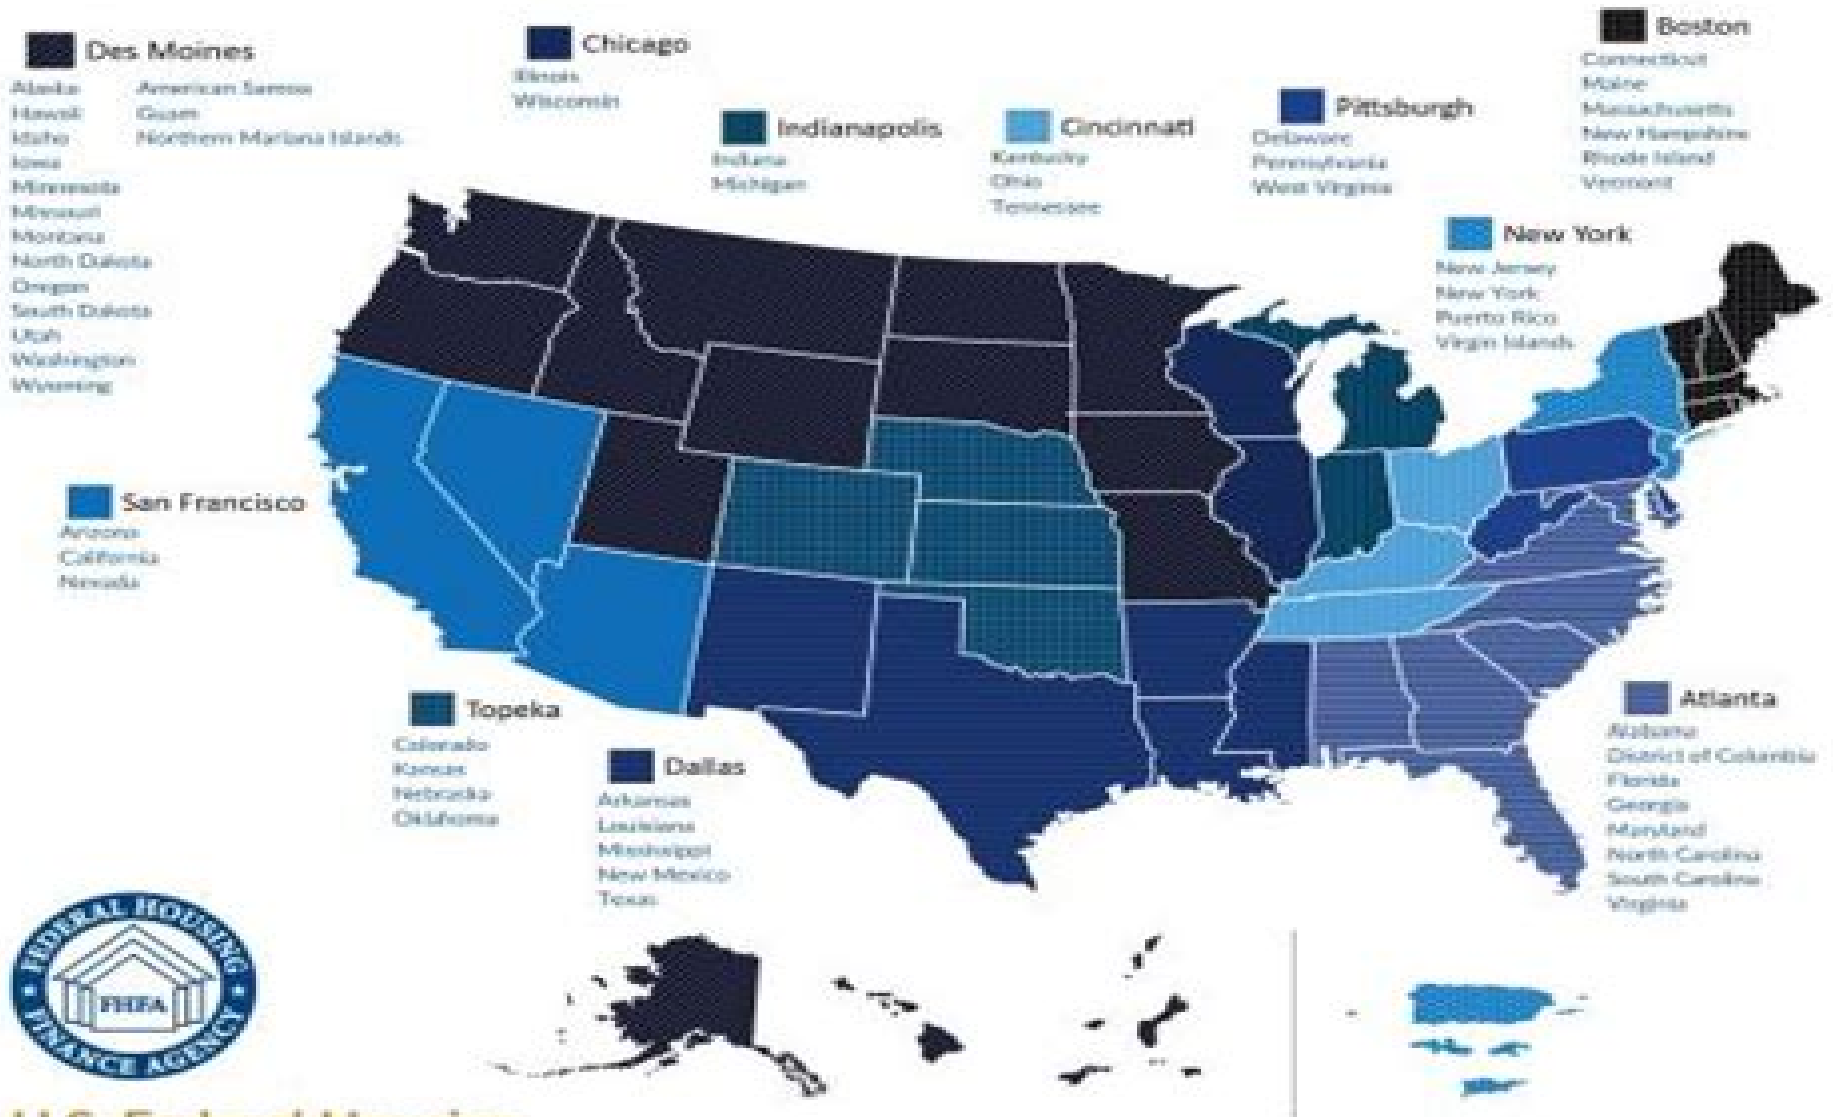 Des Moines
Alaska
Hawaii
Idaho
Iowa
Minnesota
Missouri
Montana
North Dakota
Oregon
South Dakota
Utah
Washington
Wyoming
American Samoa
Guam
Northern Mariana Islands
Chicago
Illinois
Wisconsin
Indianapolis
Indiana
Michigan
Cincinnati
Kentucky
Ohio
Tennessee
Pittsburgh
Delaware
Pennsylvania
West Virginia
Boston
Connecticut
Maine
Massachusetts
New Hampshire
Rhode Island
Vermont
New York
New Jersey
New York
Puerto Rico
Virgin Islands
San Francisco
Arizona
California
Nevada
Topeka
Colorado
Kansas
Nebraska
Oklahoma
Dallas
Arkansas
Louisiana
Mississippi
New Mexico
Texas
Atlanta
Alabama
District of Columbia
Florida
Georgia
Maryland
North Carolina
South Carolina
Virginia
FEDERAL HOUSING
FHFA
FINANCE AGENCY